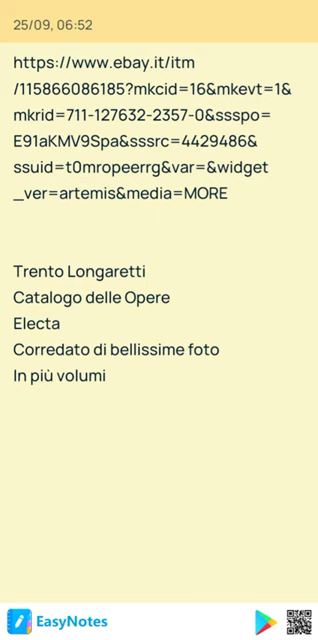 25/09, 06:52
https://www.ebay.it/itm
/115866086185?mkcid=16&mkevt=1&
mkrid=711-127632-2357-0&ssspo=
E91aKMV9Spa&sssrc=4429486&
ssuid=t0mropeerrg&var=&widget
_ver=artemis&media=MORE
Trento Longaretti
Catalogo delle Opere
Electa
Corredato di bellissime foto
In più volumi
EasyNotes